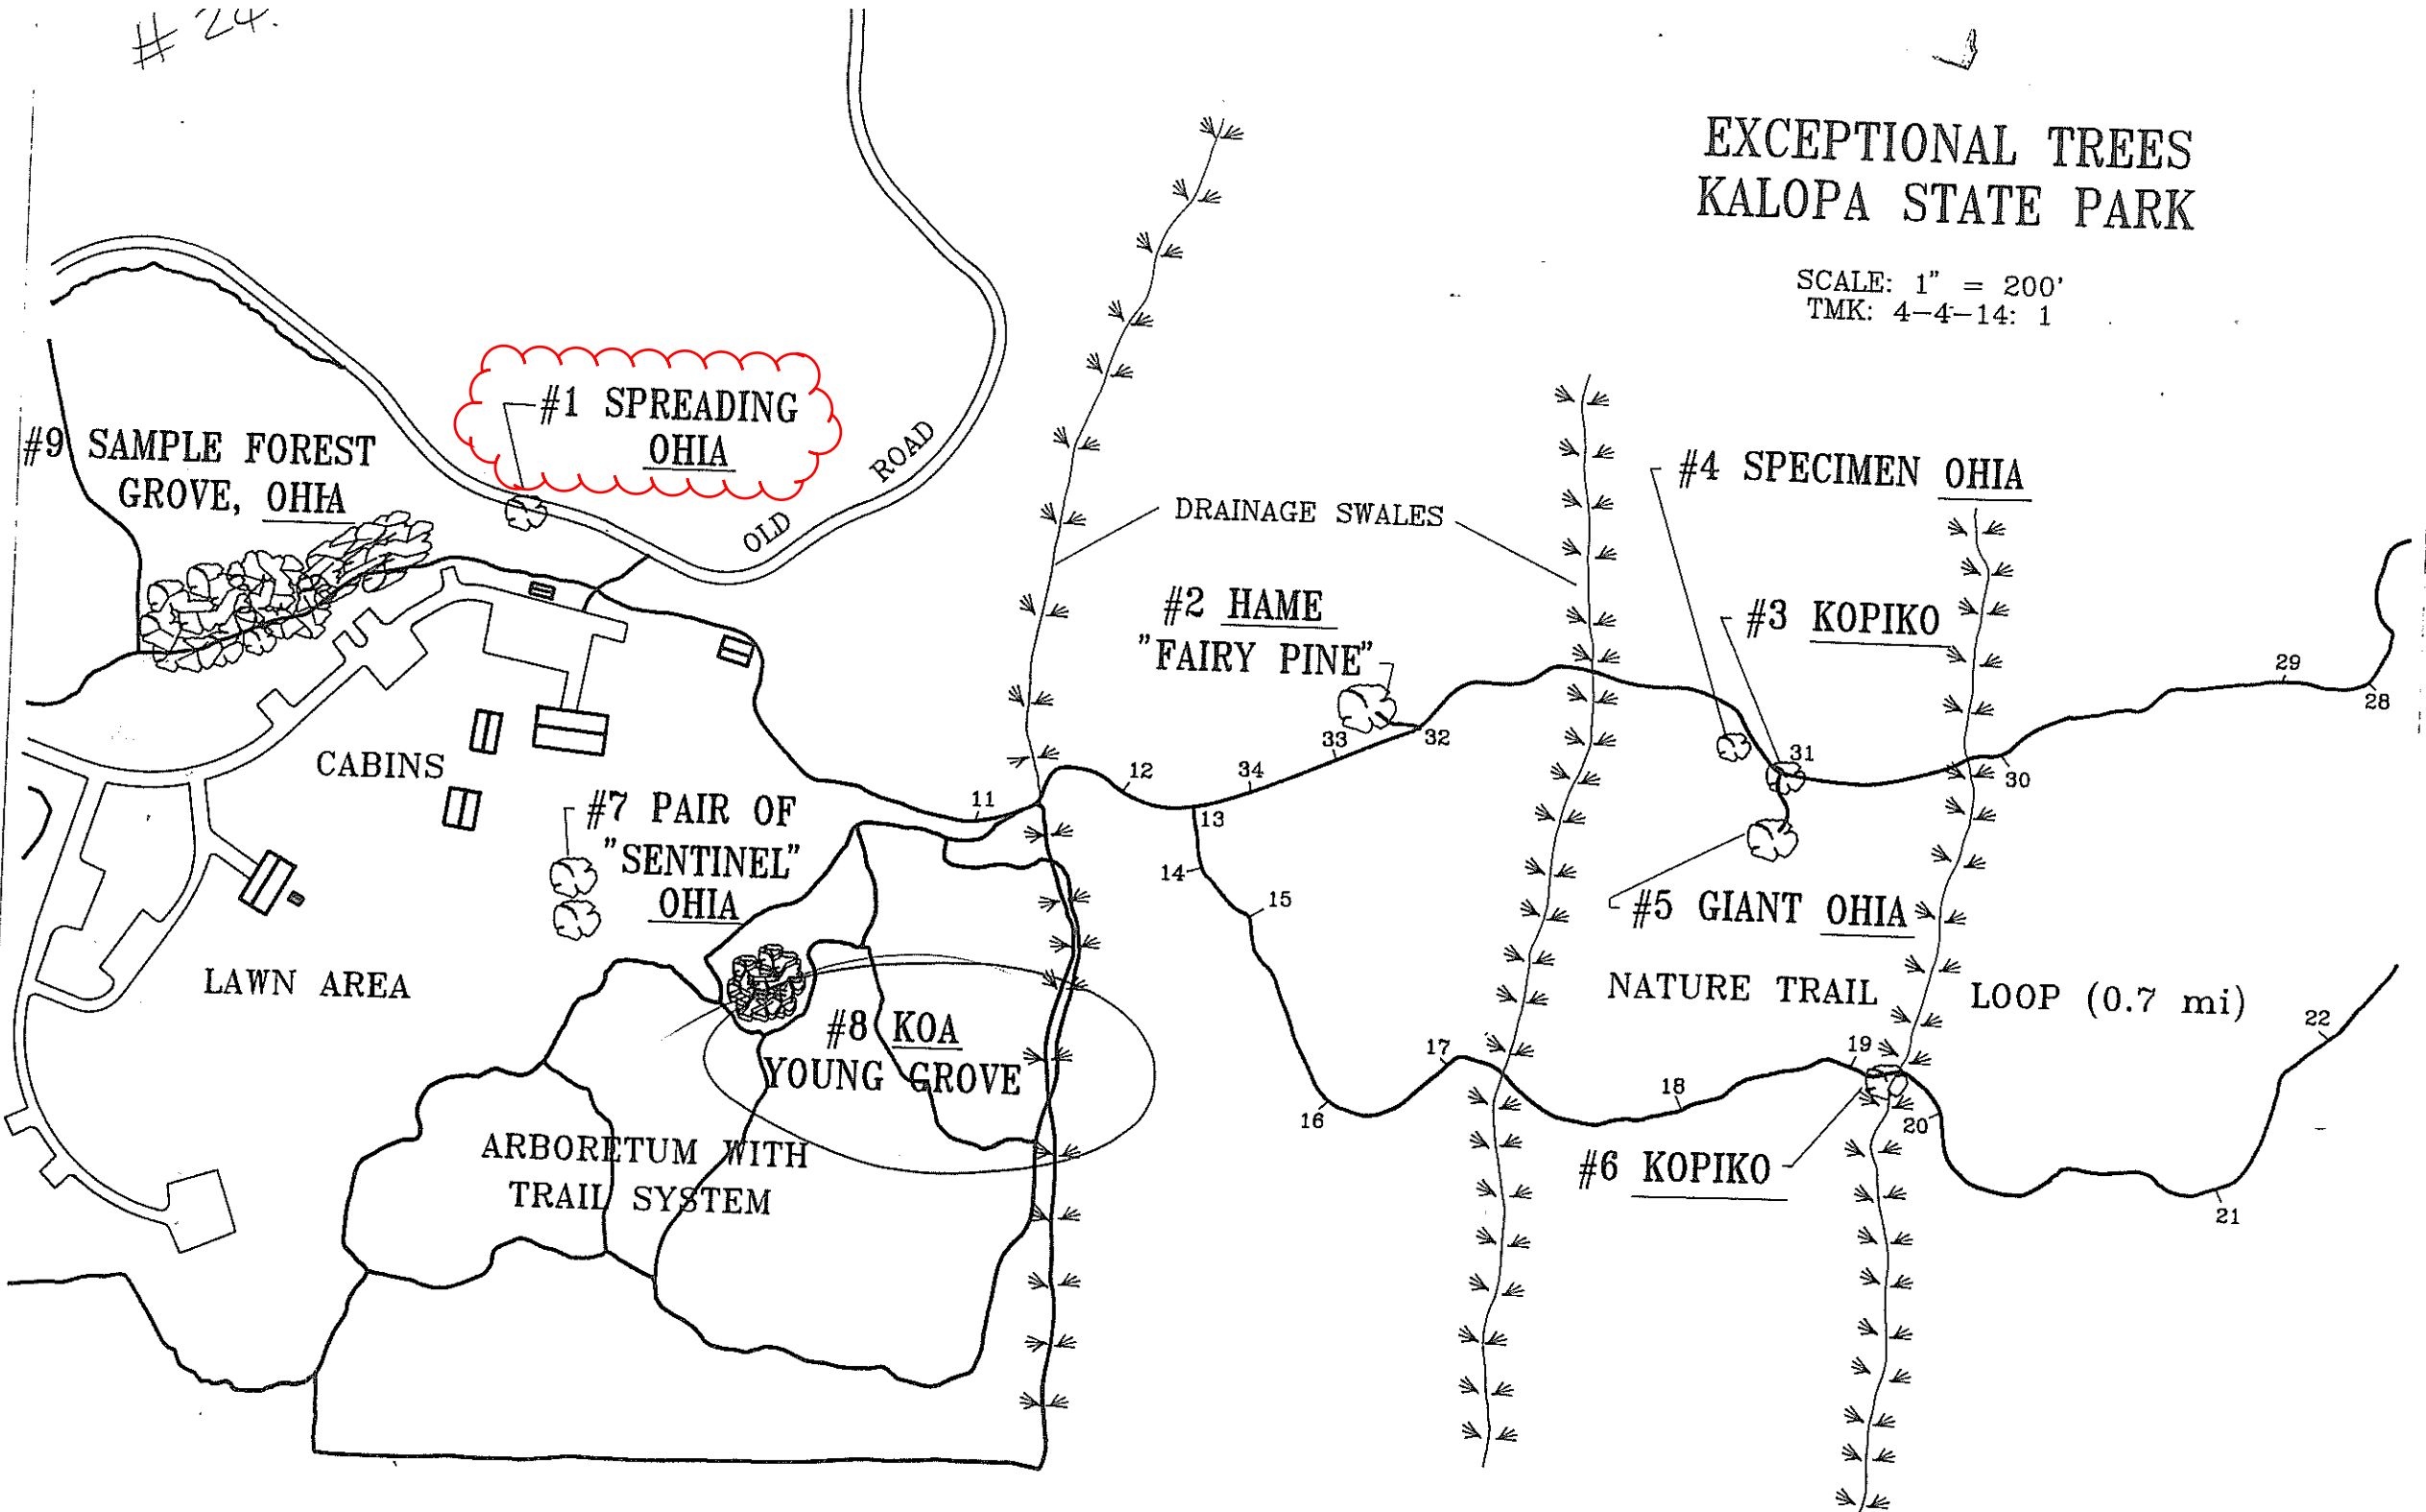 # 24.
EXCEPTIONAL TREES
KALOPA STATE PARK
SCALE: 1" = 200'
TMK: 4-4-14: 1
#1 SPREADING
OHIA
OLD ROAD
#9 SAMPLE FOREST
GROVE, OHIA
DRAINAGE SWALES
#4 SPECIMEN OHIA
#2 HAME
"FAIRY PINE"
#3 KOPIKO
29
28
32
33
34
31
30
CABINS
11
12
13
#7 PAIR OF
"SENTINEL"
OHIA
14
15
#5 GIANT OHIA
LAWN AREA
NATURE TRAIL LOOP (0.7 mi)
#8 KOA
YOUNG GROVE
22
17
19
18
16
20
ARBORETUM WITH
TRAIL SYSTEM
#6 KOPIKO
21